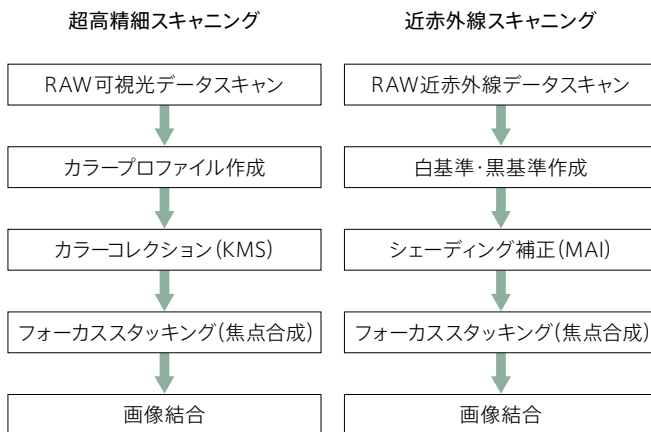 超高精細スキャニング
RAW可視光データスキャン
カラープロファイル作成
カラーコレクション(KMS)
フォーカススタッキング(焦点合成)
画像結合
近赤外線スキャニング
RAW近赤外線データスキャン
白基準・黒基準作成
シェーディング補正(MAI)
フォーカススタッキング(焦点合成)
画像結合